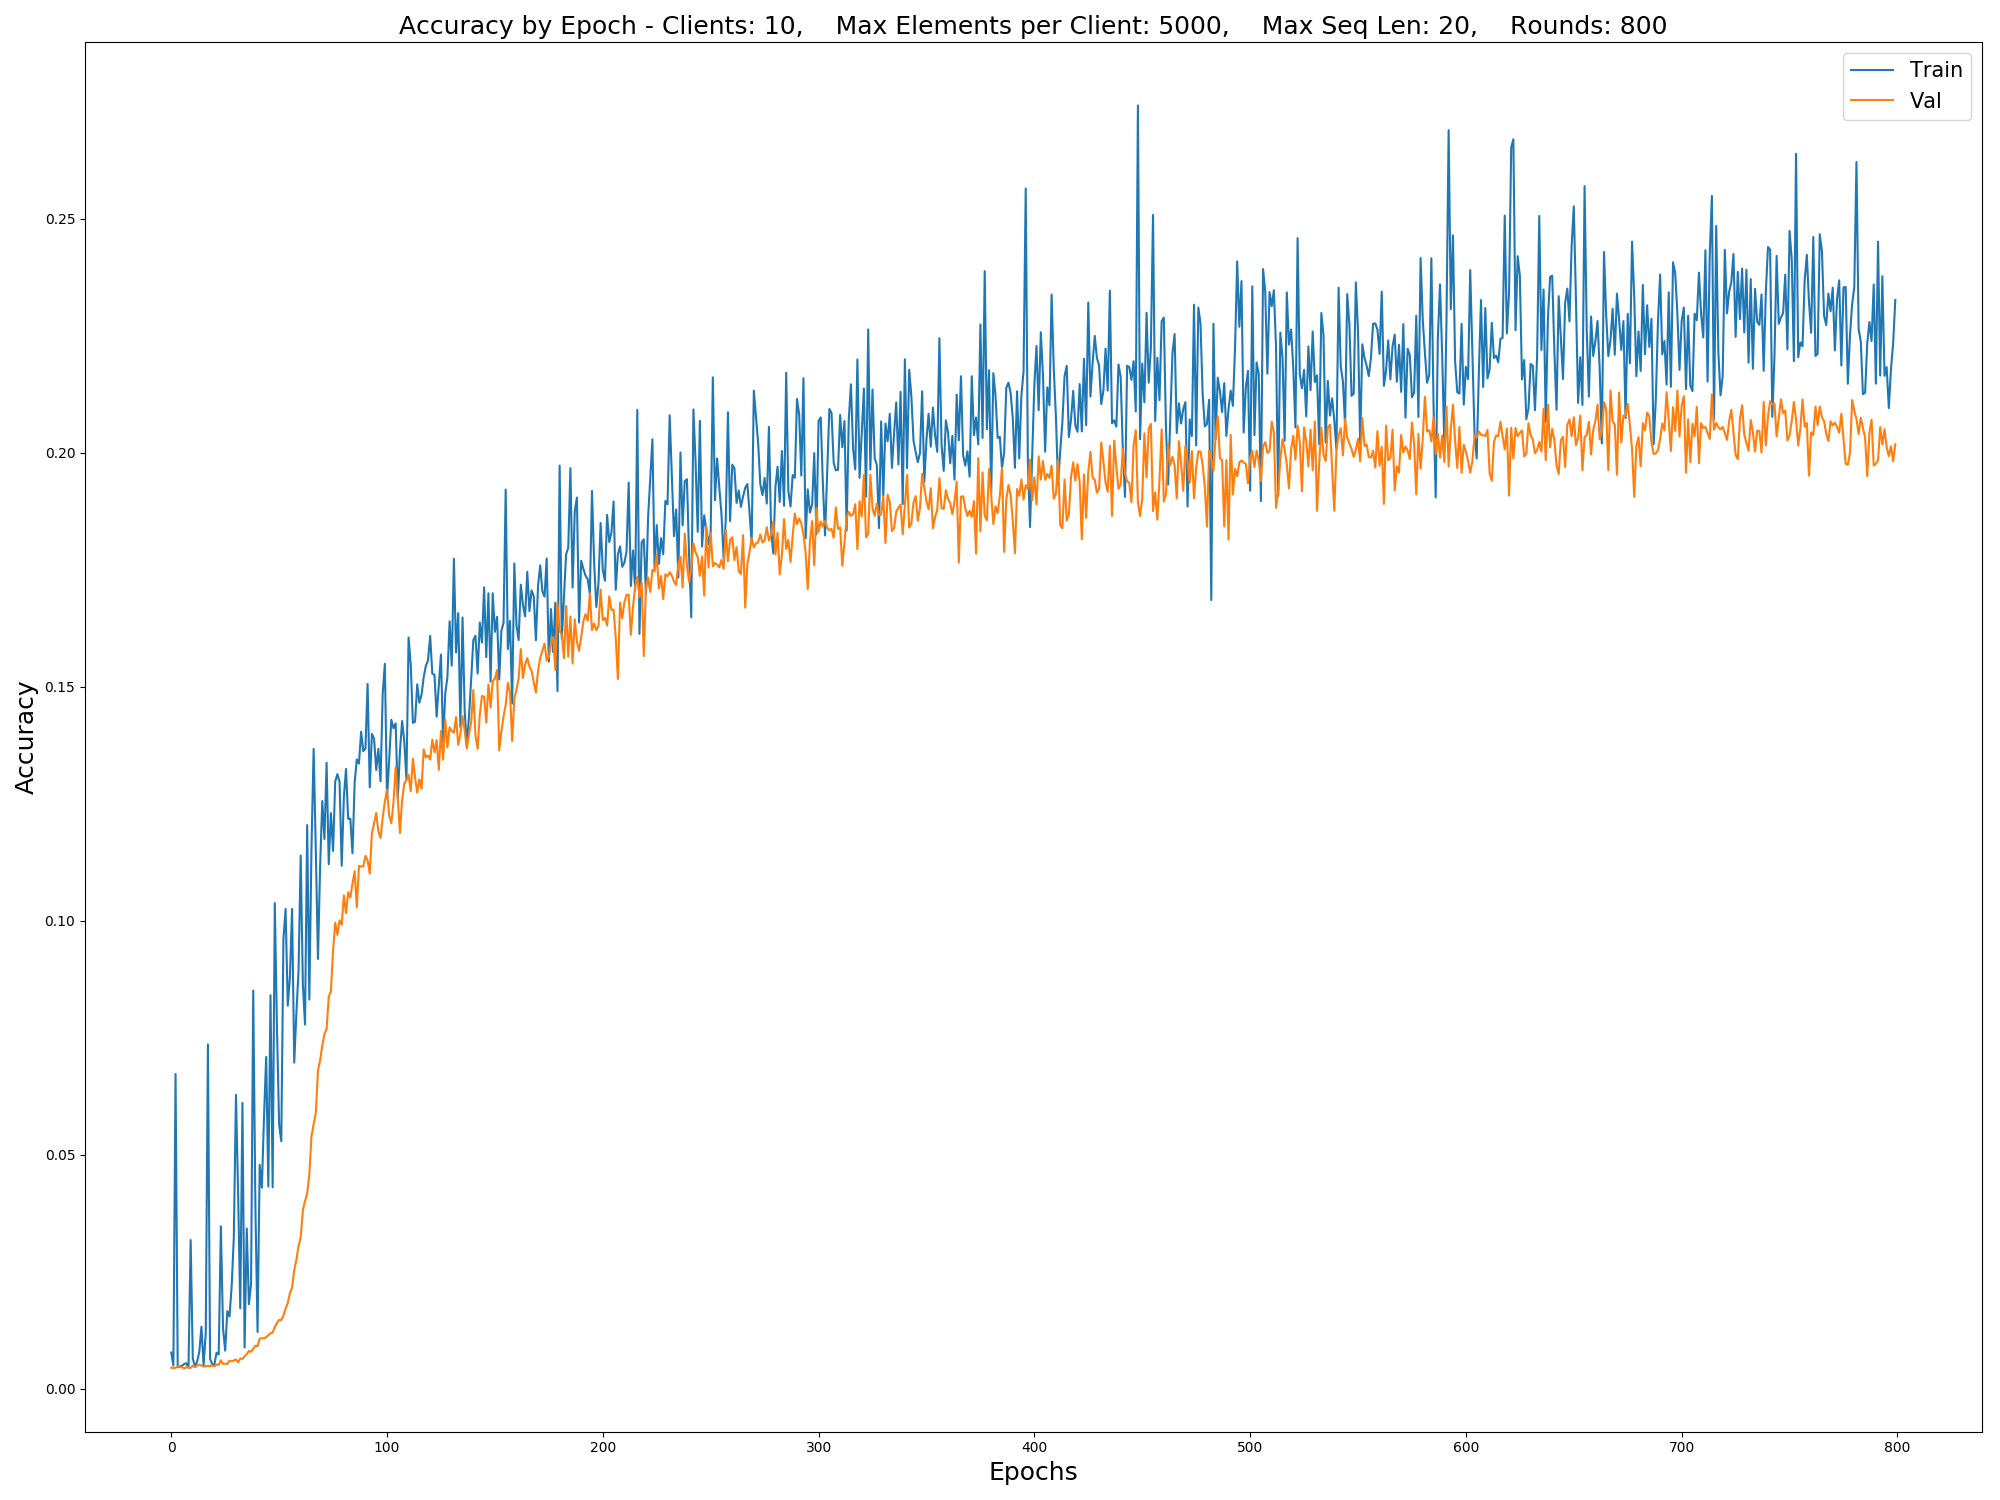 Accuracy by Epoch - Clients: 10,    Max Elements per Client: 5000,    Max Seq Len: 20,    Rounds: 800
Train
Val
0.25
0.20
0.15
0.10
0.05
0.00
Accuracy
0 100 200 300 400 500 600 700 800
Epochs